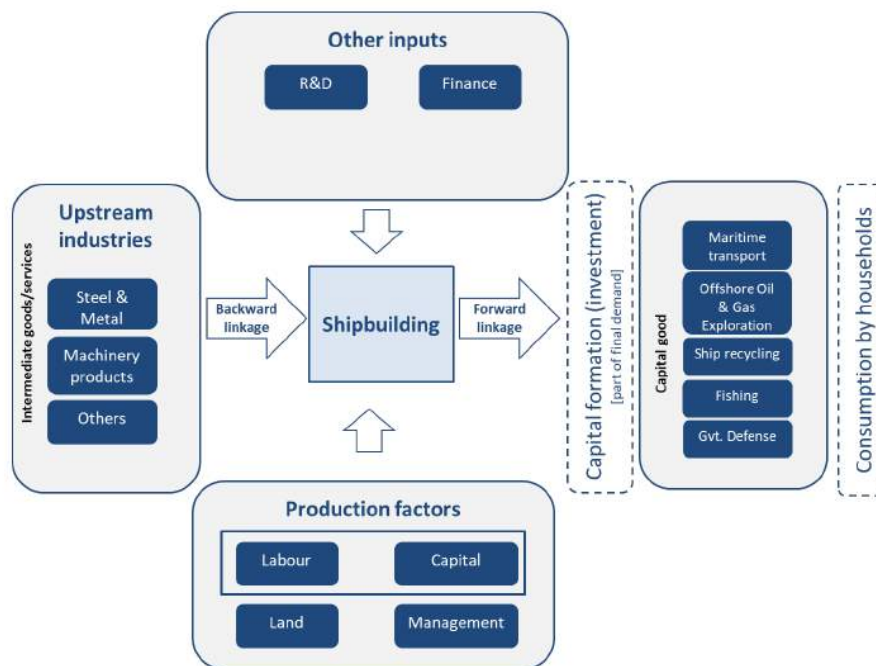 Other inputs
R&D
Finance
Upstream
industries
Intermediate goods/services
Steel &
Metal
Machinery
products
Others
Backward
linkage
Shipbuilding
Forward
linkage
Capital formation (investment)
[part of final demand]
Capital good
Maritime
transport
Offshore Oil
& Gas
Exploration
Ship recycling
Fishing
Gvt. Defense
Consumption by households
Production factors
Labour
Capital
Land
Management